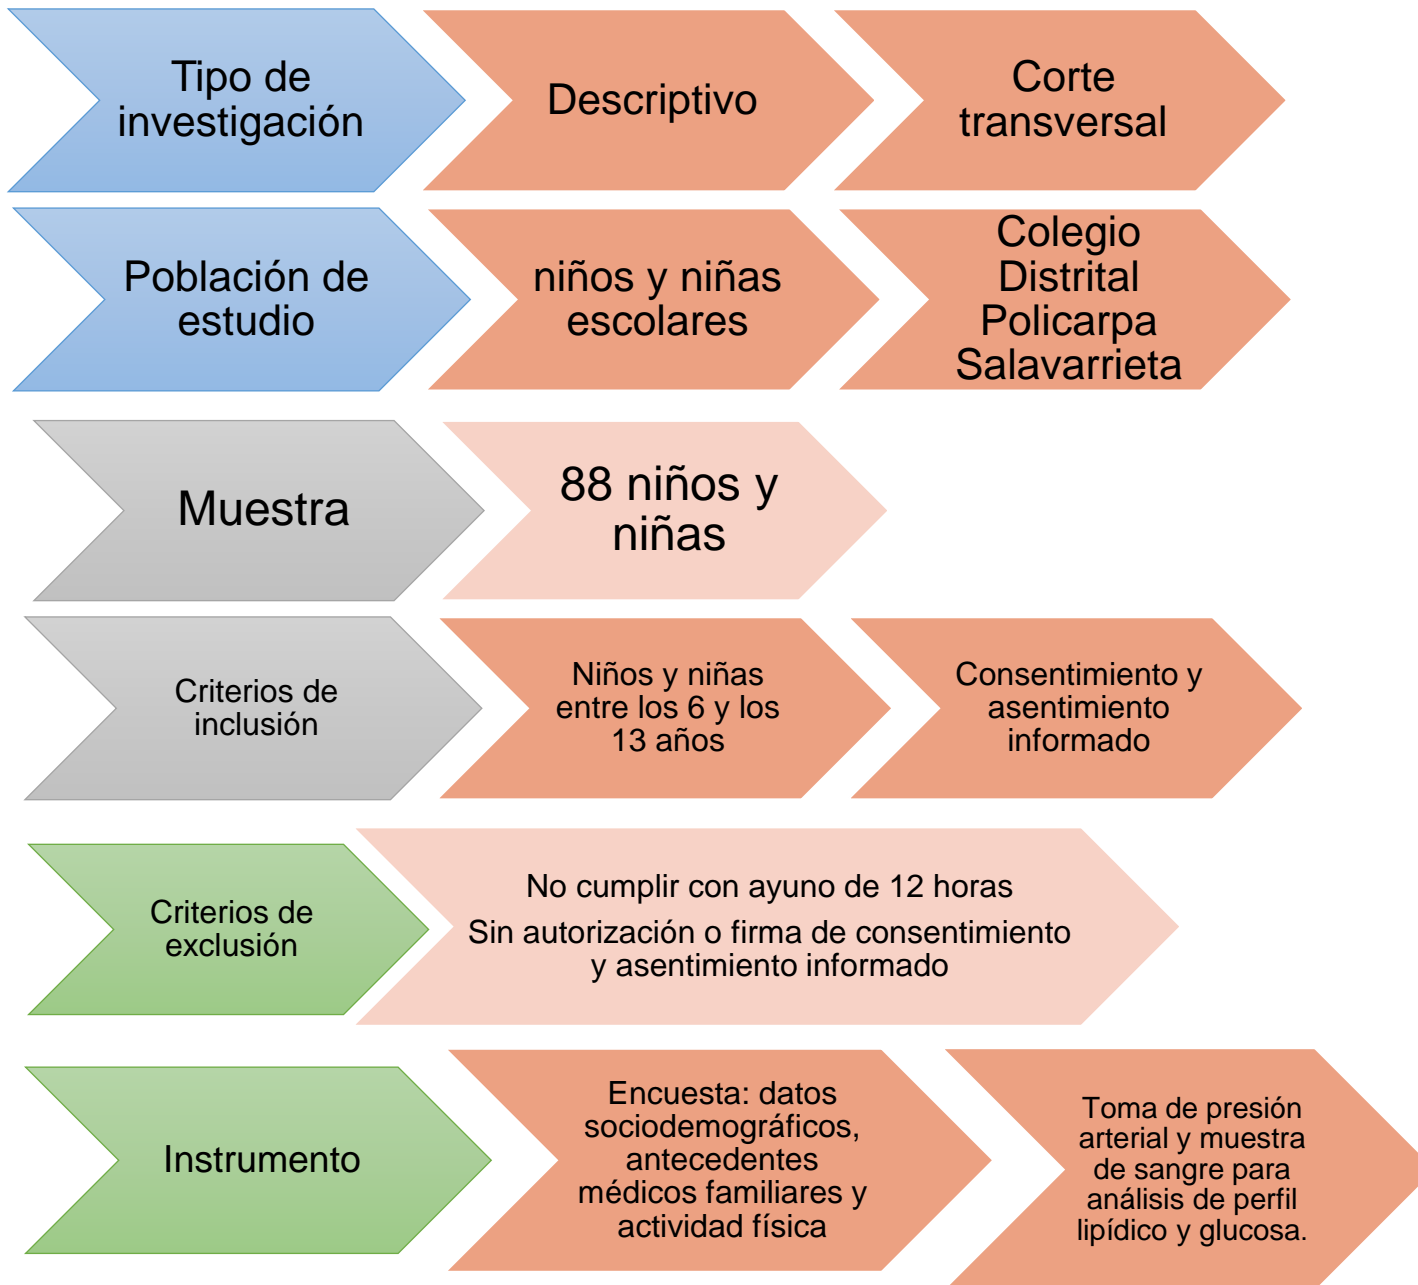 Tipo de
investigación
Descriptivo
Corte
transversal
Población de
estudio
niños y niñas
escolares
Colegio
Distrital
Policarpa
Salavarrieta
Muestra
88 niños y
niñas
Criterios de
inclusión
Niños y niñas
entre los 6 y los
13 años
Consentimiento y
asentimiento
informado
Criterios de
exclusión
No cumplir con ayuno de 12 horas
Sin autorización o firma de consentimiento
y asentimiento informado
Instrumento
Encuesta: datos
sociodemográficos,
antecedentes
médicos familiares y
actividad física
Toma de presión
arterial y muestra
de sangre para
análisis de perfil
lipídico y glucosa.